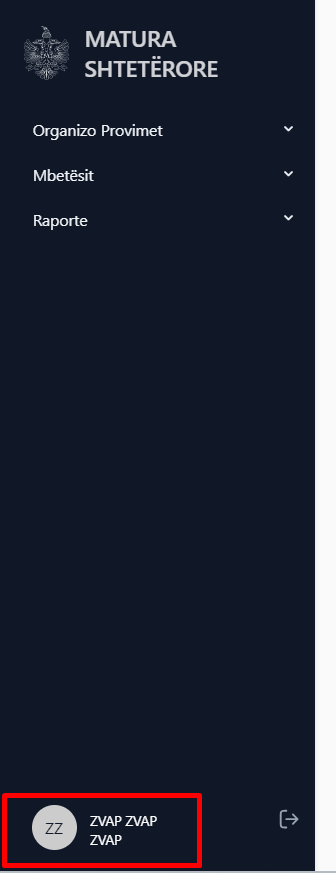 MATURA
SHTETËRORE
Organizo Provimet
Mbetësit
Raporte
ZZ
ZVAP ZVAP
ZVAP